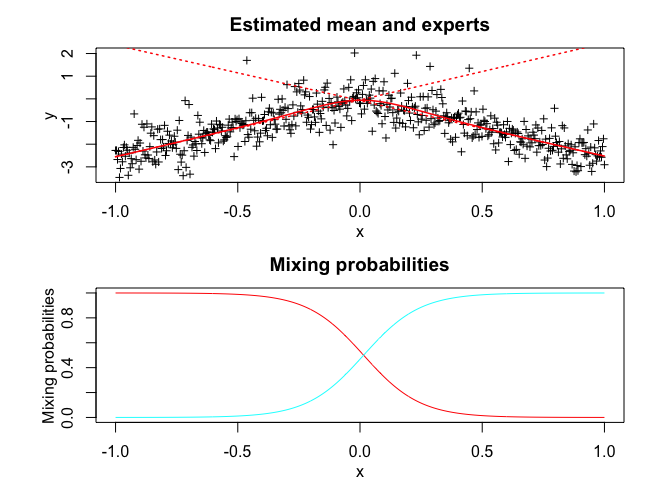 Estimated mean and experts
y
2
1
-1
-3
-1.0 -0.5 0.0 0.5 1.0
x
Mixing probabilities
Mixing probabilities
0.8
0.4
0.0
-1.0 -0.5 0.0 0.5 1.0
x